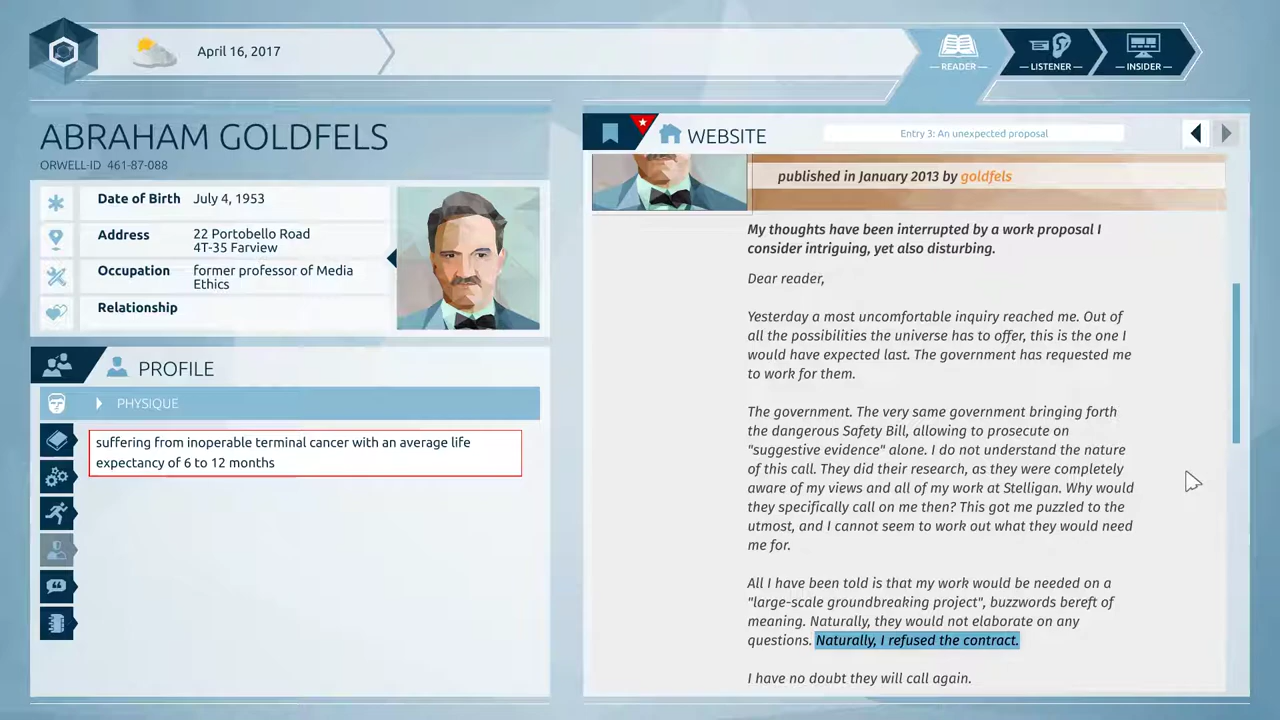 April 16, 2017
— READER —
— LISTENER —
— INSIDER —
ABRAHAM GOLDFELS
ORWELL-ID 461-87-088
Date of Birth July 4, 1953
Address 22 Portobello Road
4T-35 Farview
Occupation former professor of Media
Ethics
Relationship
PROFILE
PHYSIQUE
suffering from inoperable terminal cancer with an average life
expectancy of 6 to 12 months
WEBSITE
Entry 3: An unexpected proposal
published in January 2013 by goldfels
My thoughts have been interrupted by a work proposal I
consider intriguing, yet also disturbing.
Dear reader,
Yesterday a most uncomfortable inquiry reached me. Out of
all the possibilities the universe has to offer, this is the one I
would have expected last. The government has requested me
to work for them.
The government. The very same government bringing forth
the dangerous Safety Bill, allowing to prosecute on
"suggestive evidence" alone. I do not understand the nature
of this call. They did their research, as they were completely
aware of my views and all of my work at Stelligan. Why would
they specifically call on me then? This got me puzzled to the
utmost, and I cannot seem to work out what they would need
me for.
All I have been told is that my work would be needed on a
"large-scale groundbreaking project", buzzwords bereft of
meaning. Naturally, they would not elaborate on any
questions. Naturally, I refused the contract.
I have no doubt they will call again.